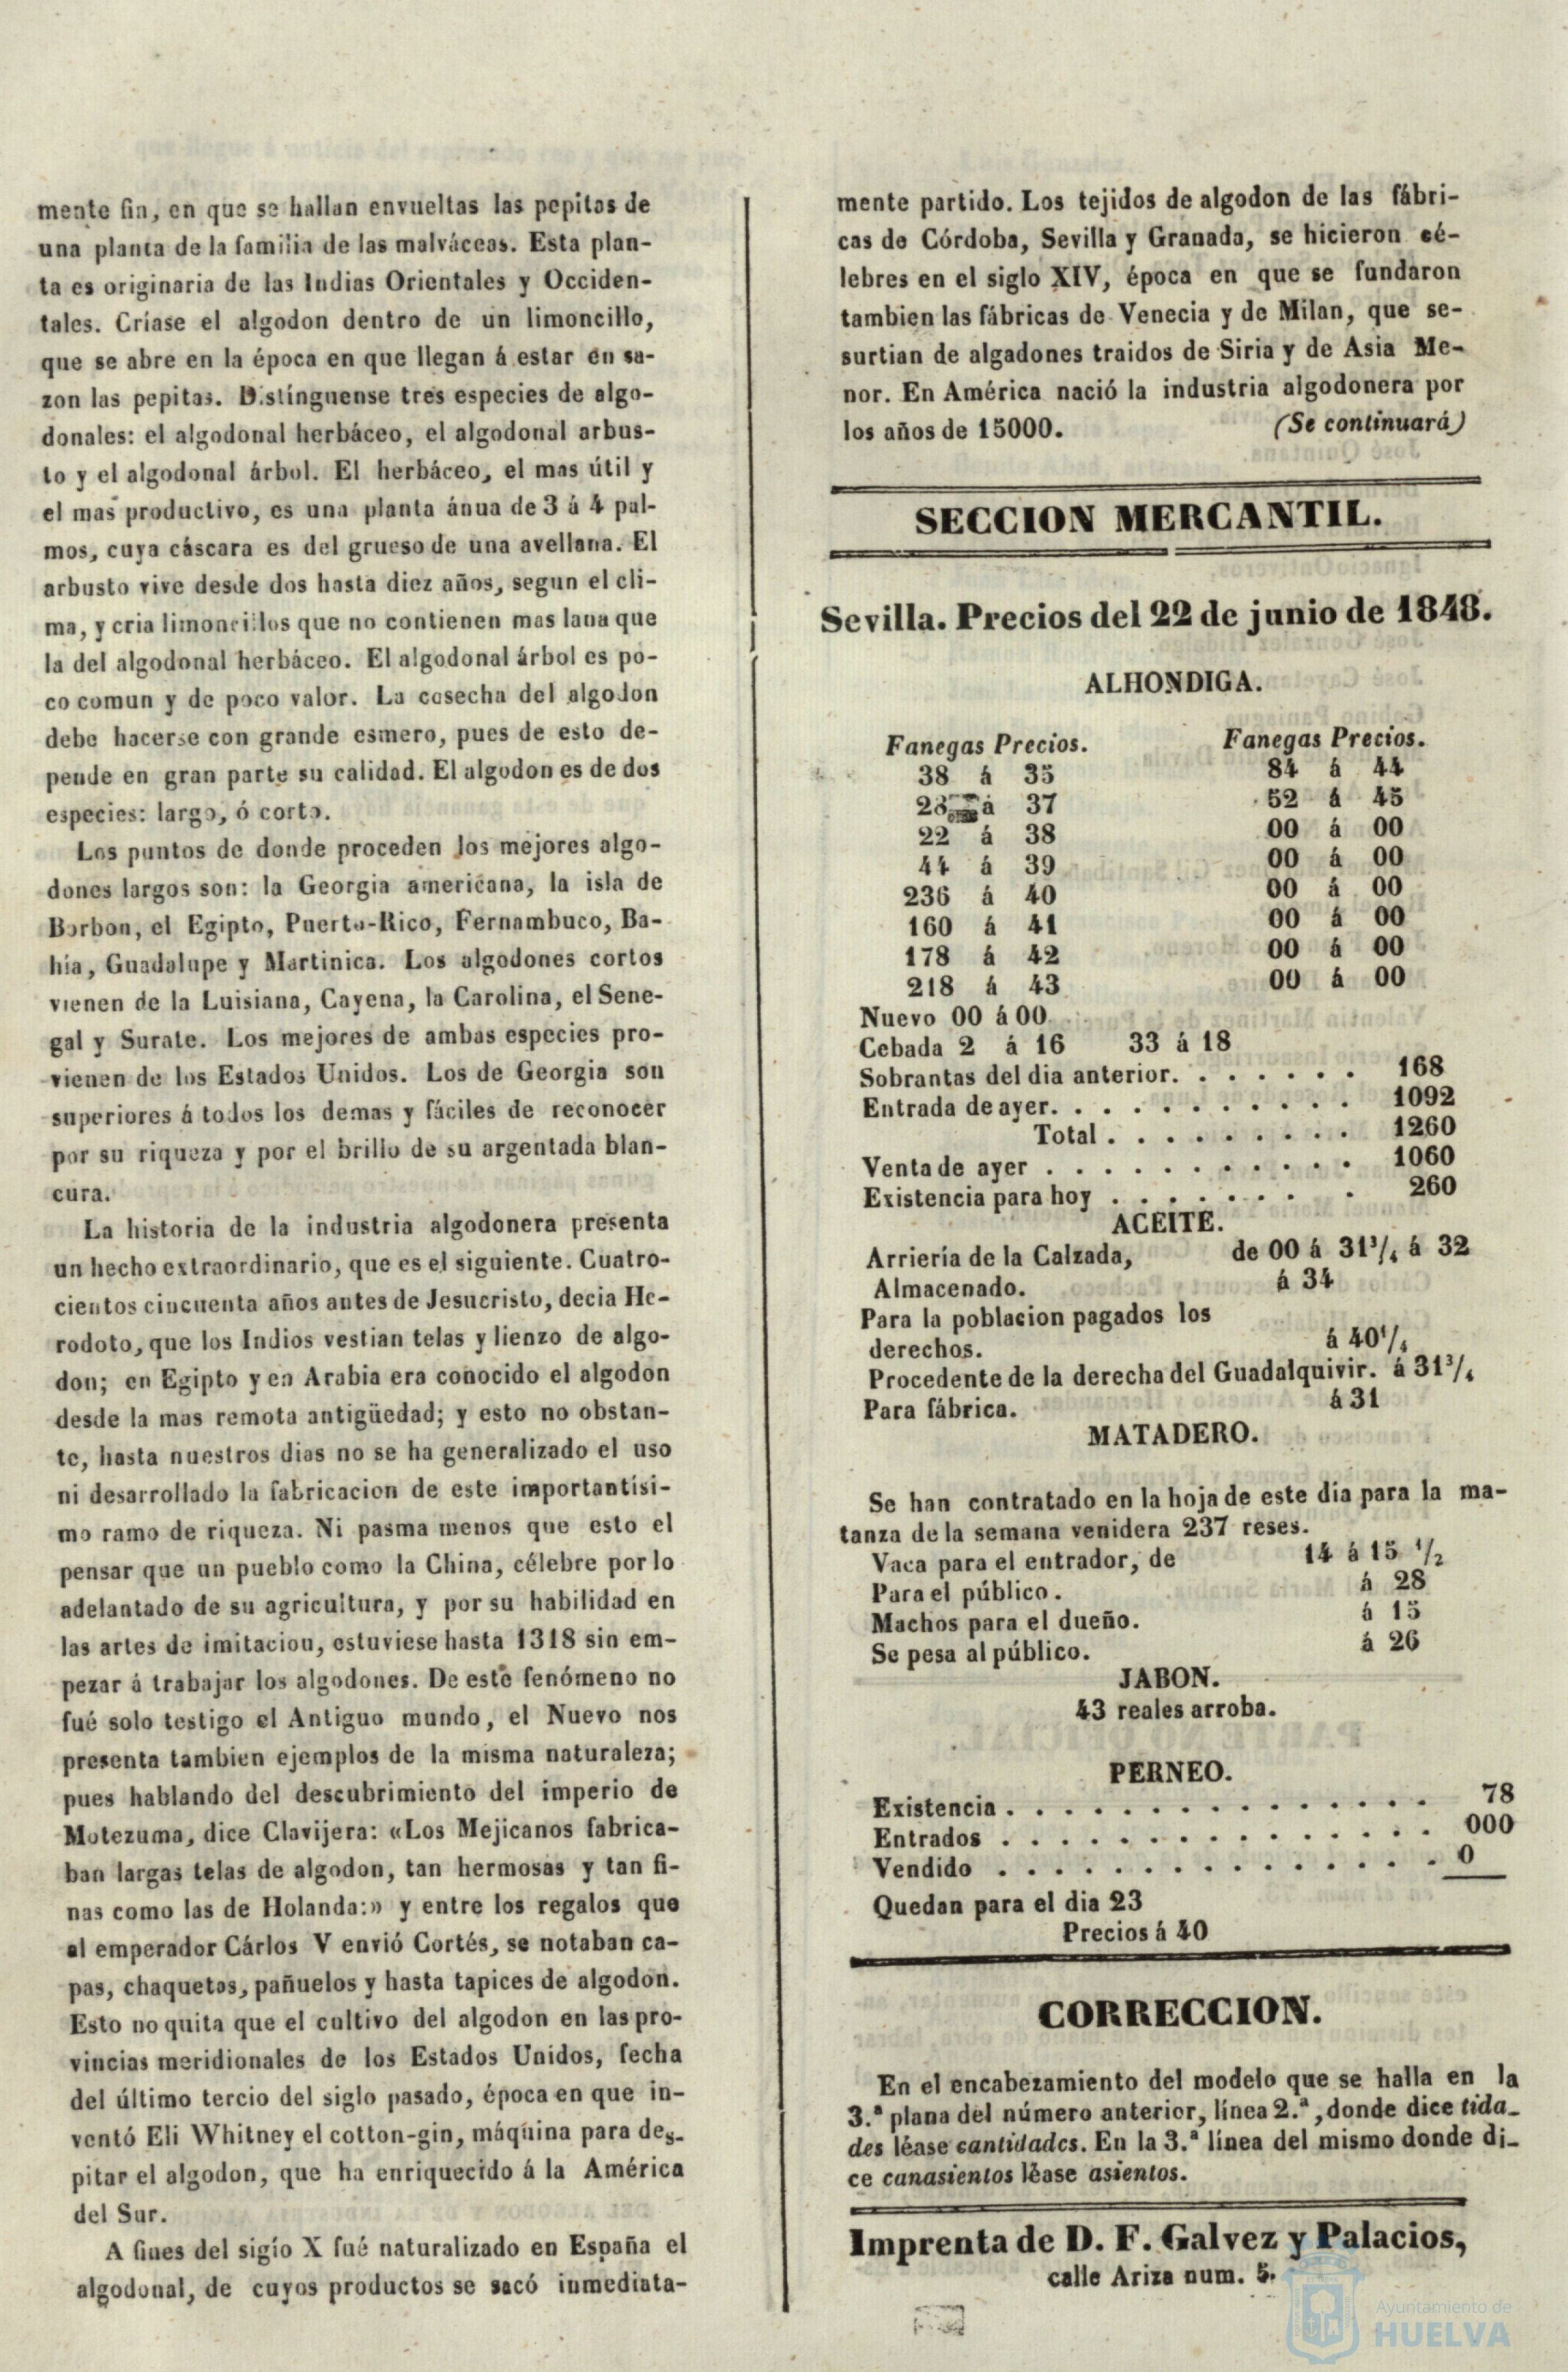 mente fin, en que se hallan envueltas las pepitas de
una planta de la familia de las malváceas. Esta plan-
ta es originaria de las Indias Orientales y Occiden-
tales. Críase el algodon dentro de un limoncillo,
que se abre en la época en que llegan á estar en sa-
zon las pepitas. Distínguense tres especies de algo-
donales: el algodonal herbáceo, el algodonal arbus-
to y el algodonal árbol. El herbáceo, el mas útil y
el mas productivo, es una planta ánua de 3 á 4 pal-
mos, cuya cáscara es del grueso de una avellana. El
arbusto vive desde dos hasta diez años, segun el cli-
ma, y cria limoncillos que no contienen mas lana que
la del algodonal herbáceo. El algodonal árbol es po-
co comun y de poco valor. La cosecha del algodon
debe hacerse con grande esmero, pues de esto de-
pende en gran parte su calidad. El algodon es de dos
especies: largo, ó corto.
Los puntos de donde proceden los mejores algo-
dones largos son: la Georgia americana, la isla de
Borbon, el Egipto, Puerto-Rico, Fernambuco, Ba-
hia, Guadalupe y Martinica. Los algodones cortos
vienen de la Luisiana, Cayena, la Carolina, el Sene-
gal y Surate. Los mejores de ambas especies pro-
vienen de los Estados Unidos. Los de Georgia son
superiores á todos los demas y fáciles de reconocer
por su riqueza y por el brillo de su argentada blan-
cura.
La historia de la industria algodonera presenta
un hecho extraordinario, que es el siguiente. Cuatro-
cientos cincuenta años antes de Jesucristo, decia He-
rodoto, que los Indios vestian telas y lienzo de algo-
don; en Egipto y en Arabia era conocido el algodon
desde la mas remota antigüedad; y esto no obstan-
te, hasta nuestros dias no se ha generalizado el uso
ni desarrollado la fabricacion de este importantísi-
mo ramo de riqueza. Ni pasma menos que esto el
pensar que un pueblo como la China, célebre por lo
adelantado de su agricultura, y por su habilidad en
las artes de imitacion, estuviese hasta 1318 sin em-
pezar á trabajar los algodones. De este fenómeno no
fué solo testigo el Antiguo mundo, el Nuevo nos
presenta tambien ejemplos de la misma naturaleza;
pues hablando del descubrimiento del imperio de
Motezuma, dice Clavijera: «Los Mejicanos fabrica-
ban largas telas de algodon, tan hermosas y tan fi-
nas como las de Holanda:» y entre los regalos que
al emperador Cárlos V envió Cortés, se notaban ca-
pas, chaquetas, pañuelos y hasta tapices de algodon.
Esto no quita que el cultivo del algodon en las pro-
vincias meridionales de los Estados Unidos, fecha
del último tercio del siglo pasado, época en que in-
ventó Eli Whitney el cotton-gin, máquina para des-
pitar el algodon, que ha enriquecido á la América
del Sur.
A fines del siglo X fué naturalizado en España el
algodonal, de cuyos productos se sacó inmediata-
mente partido. Los tejidos de algodon de las fábri-
cas de Córdoba, Sevilla y Granada, se hicieron cé-
lebres en el siglo XIV, época en que se fundaron
tambien las fábricas de Venecia y de Milan, que se-
surtian de algadones traidos de Siria y de Asia Me-
nor. En América nació la industria algodonera por
los años de 15000. (Se continuará)
SECCION MERCANTIL.
Sevilla. Precios del 22 de junio de 1848.
ALHONDIGA.
Fanegas Precios. Fanegas Precios.
38 á 35 84 á 44
á 37 52 á 45
22 á 38 00 á 00
44 á 39 00 á 00
236 á 40 00 á 00
160 á 41 00 á 00
178 á 42 00 á 00
218 á 43 00 á 00
Nuevo 00 á 00
Cebada 2 á 16 33 á 18
Sobrantas del dia anterior. . . . . . . 168
Entrada de ayer. . . . . . . . . . . 1092
Total . . . . . . . . . 1260
Venta de ayer . . . . . . . . . . . 1060
Existencia para hoy . . . . . . . . 260
ACEITE.
Arriería de la Calzada, de 00 á 31³/₄ á 32
Almacenado. á 34
Para la poblacion pagados los
derechos. á 40¹/₄
Procedente de la derecha del Guadalquivir. á 31³/₄
Para fábrica. á 31
MATADERO.
Se han contratado en la hoja de este dia para la ma-
tanza de la semana venidera 237 reses.
Vaca para el entrador, de 14 á 15 ¹/₂
Para el público. á 28
Machos para el dueño. á 15
Se pesa al público. á 26
JABON.
43 reales arroba.
PERNEO.
Existencia . . . . . . . . . . . . . . . 78
Entrados . . . . . . . . . . . . . . . 000
Vendido . . . . . . . . . . . . . . . . 0
Quedan para el dia 23
Precios á 40
CORRECCION.
En el encabezamiento del modelo que se halla en la
3.ª plana del número anterior, línea 2.ª, donde dice tida-
des léase cantidades. En la 3.ª línea del mismo donde di-
ce canasientos léase asientos.
Imprenta de D. F. Galvez y Palacios,
calle Ariza num. 5.
Ayuntamiento de
HUELVA